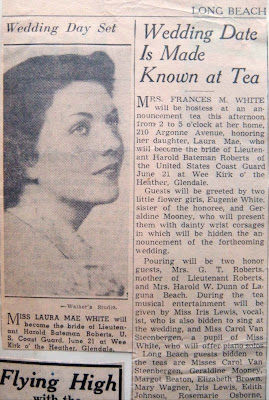 LONG BEACH
Wedding Day Set
—Walker's Studio.
MISS LAURA MAE WHITE will
become the bride of Lieuten-
ant Harold Bateman Roberts, U.
S. Coast Guard, June 21 at Wee
Kirk o' the Heather, Glendale.
Flying High
with the
Wedding Date
Is Made
Known at Tea
MRS. FRANCES M. WHITE
will be hostess at an an-
nouncement tea this afternoon
from 2 to 5 o'clock at her home,
210 Argonne Avenue, honoring
her daughter, Laura Mae, who
will become the bride of Lieuten-
ant Harold Bateman Roberts of
the United States Coast Guard
June 21 at Wee Kirk o' the
Heather, Glendale.
Guests will be greeted by two
little flower girls, Eugenie White,
sister of the honoree, and Ger-
aldine Mooney, who will present
them with dainty wrist corsages
in which will be hidden the an-
nouncement of the forthcoming
wedding.
Pouring will be two honor
guests, Mrs. G. T. Roberts,
mother of Lieutenant Roberts,
and Mrs. Harold W. Dunn of La-
guna Beach. During the tea
musical entertainment will be
given by Miss Iris Lewis, vocal-
ist, who is also bidden to sing at
the wedding, and Miss Carol Van
Steenbergen, a pupil of Miss
White, who will offer piano solos.
Long Beach guests bidden to
the tea are Misses Carol Van
Steenbergen, Geraldine Mooney,
Margot Beaton, Elizabeth Brown,
Mary Wagner, Iris Lewis, Edith
Johnson, Rosemarie Osborne,